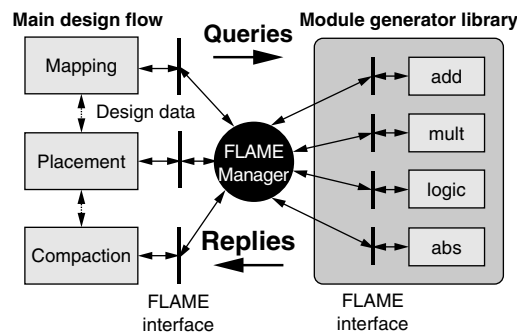 Main design flow
Queries
Module generator library
Mapping
add
Design data
mult
Placement
FLAME
Manager
logic
Compaction
Replies
abs
FLAME
interface
FLAME
interface